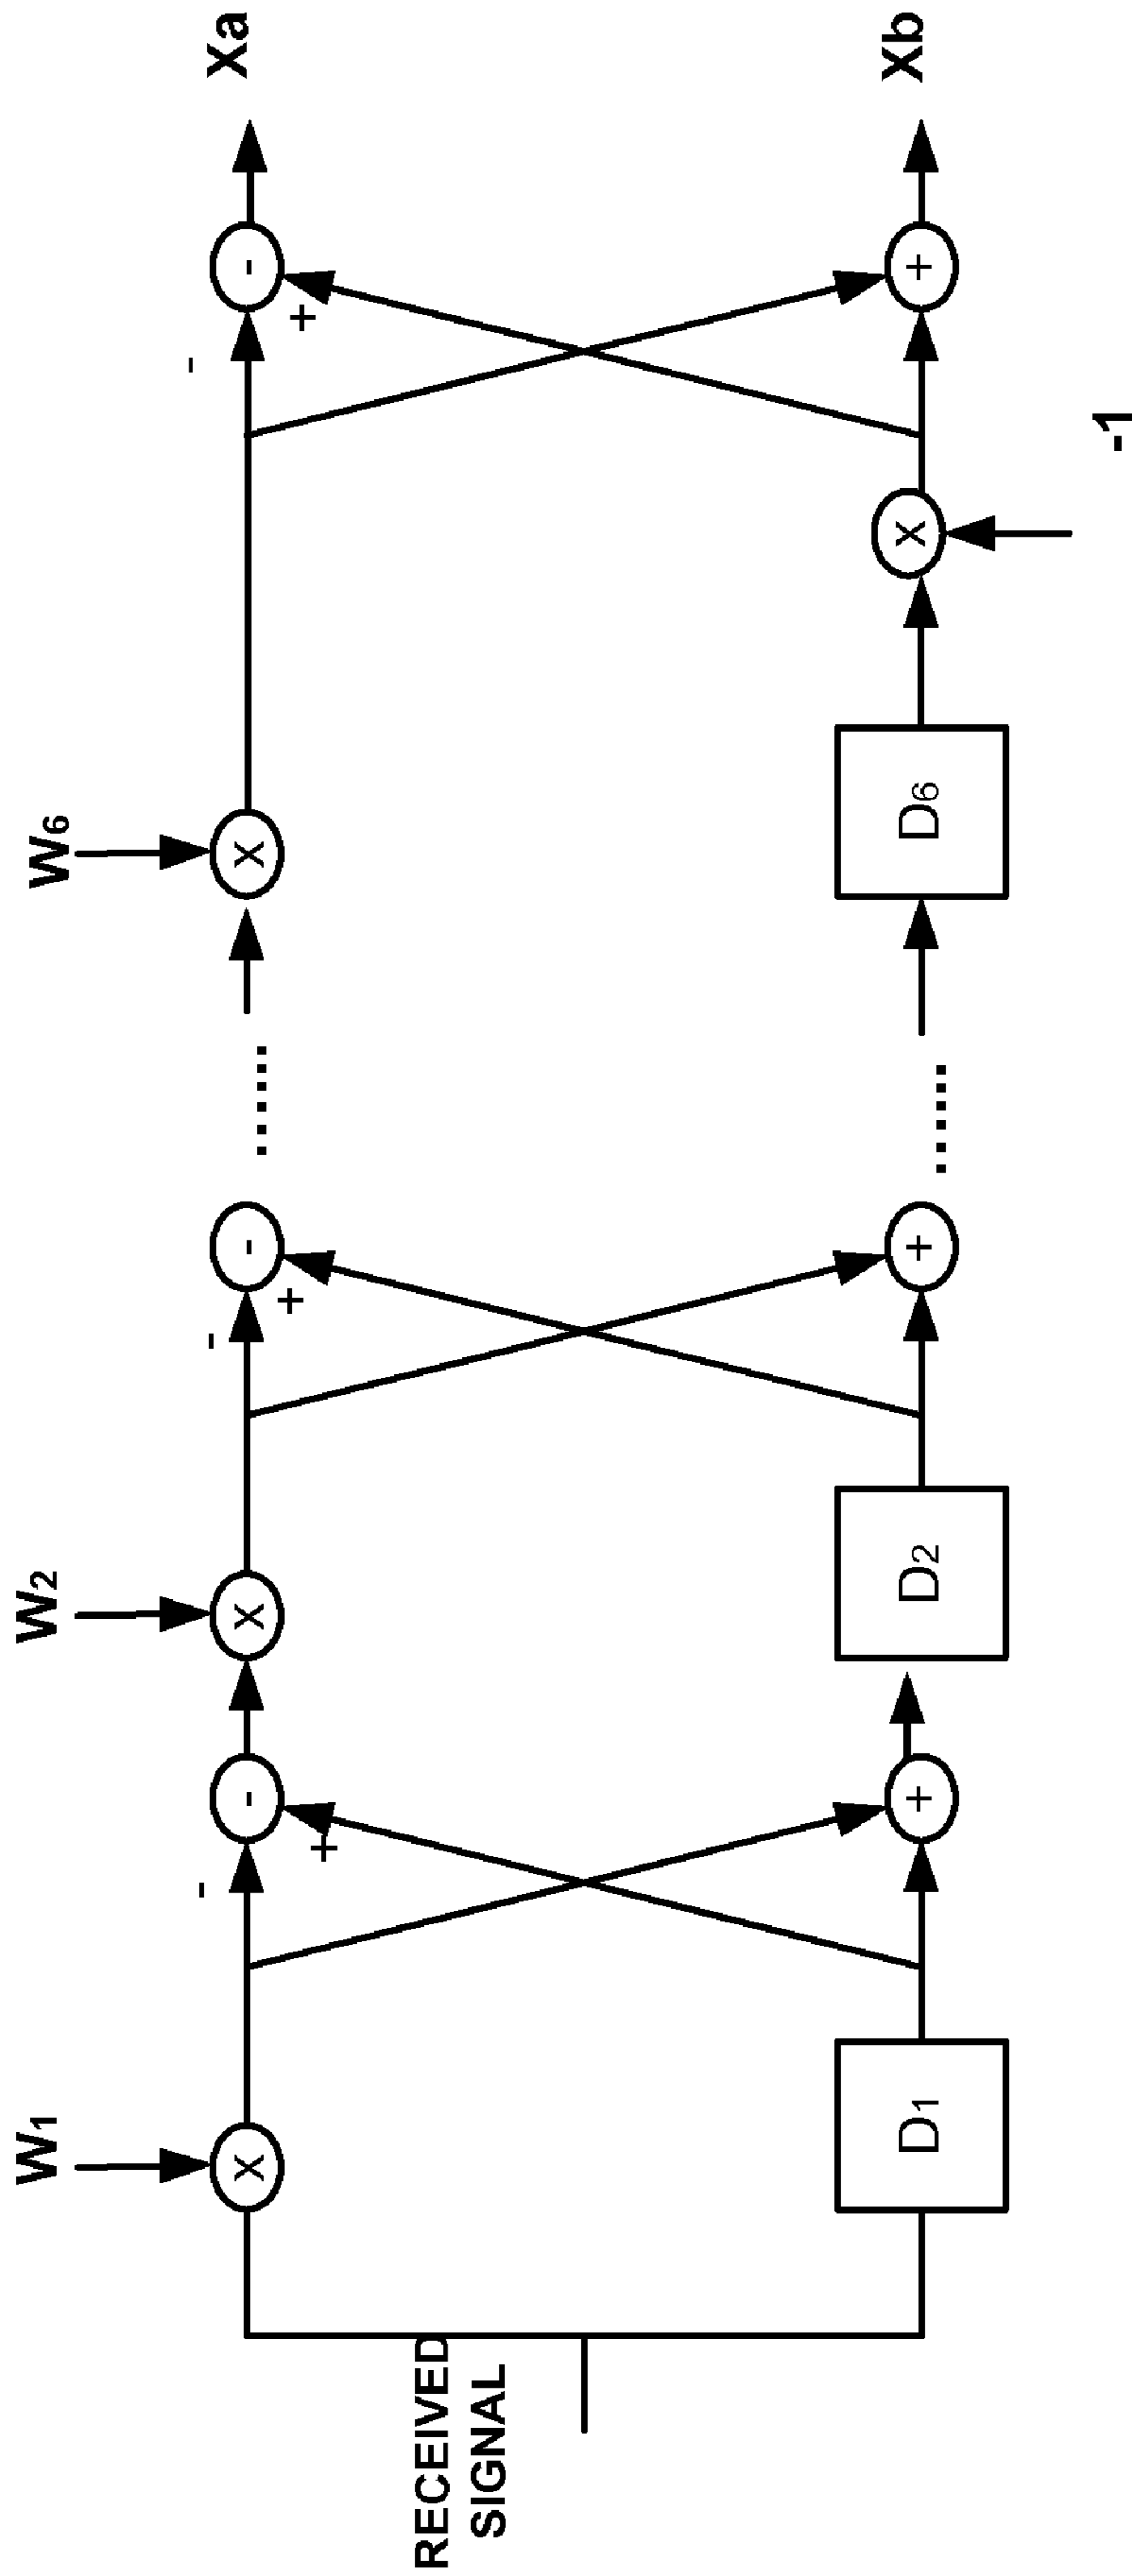 W1
W2
W6
x
-
x
-
x
-
Xa
-
+
-
+
......
-
+
RECEIVED
SIGNAL
D1
+
D2
+
......
D6
x
+
Xb
-1